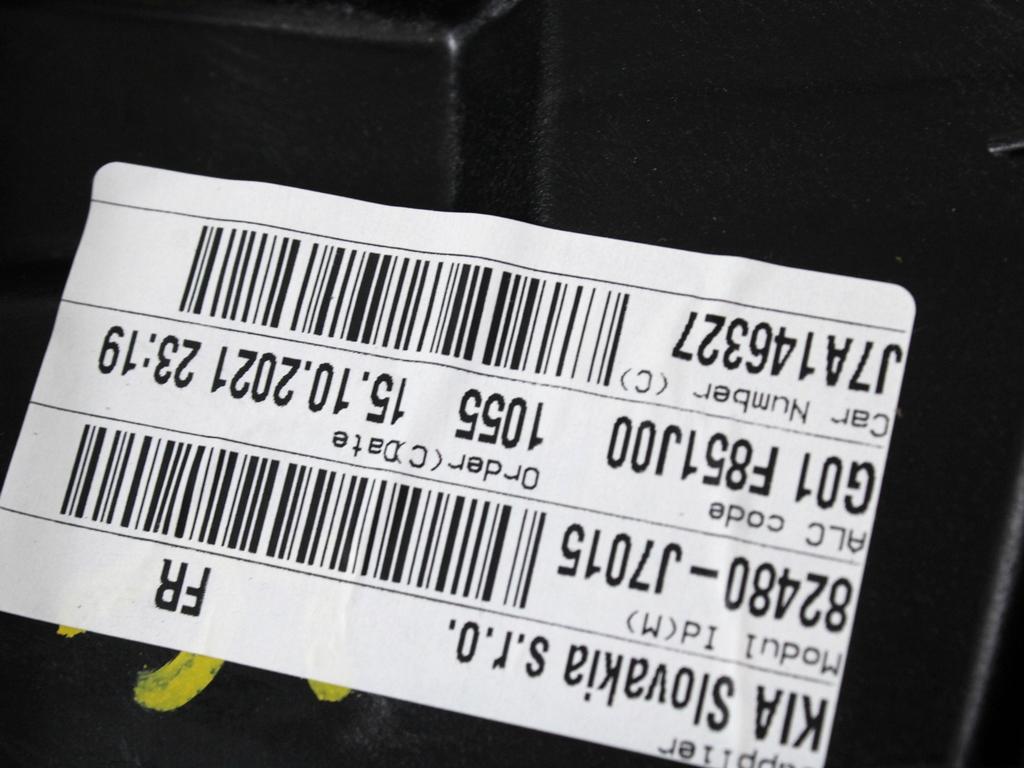 Supplier
KIA Slovakia s.r.o. FR
Modul Id(M)
82480-J7015
ALC code Order(C) Date
G01 F851J00 1055 15.10.2021 23:19
Car Number (C)
J7A146327